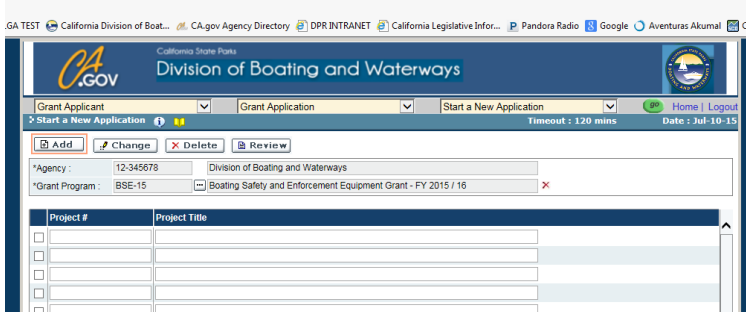 .GA TEST California Division of Boat... CA.gov Agency Directory DPR INTRANET California Legislative Infor... Pandora Radio Google Aventuras Akumal
California State Parks
CA.GOV Division of Boating and Waterways
Grant Applicant Grant Application Start a New Application go Home | Logout
Start a New Application Timeout : 120 mins Date : Jul-10-15
Add Change Delete Review
*Agency : 12-345678 Division of Boating and Waterways
*Grant Program : BSE-15 ... Boating Safety and Enforcement Equipment Grant - FY 2015 / 16
Project # Project Title